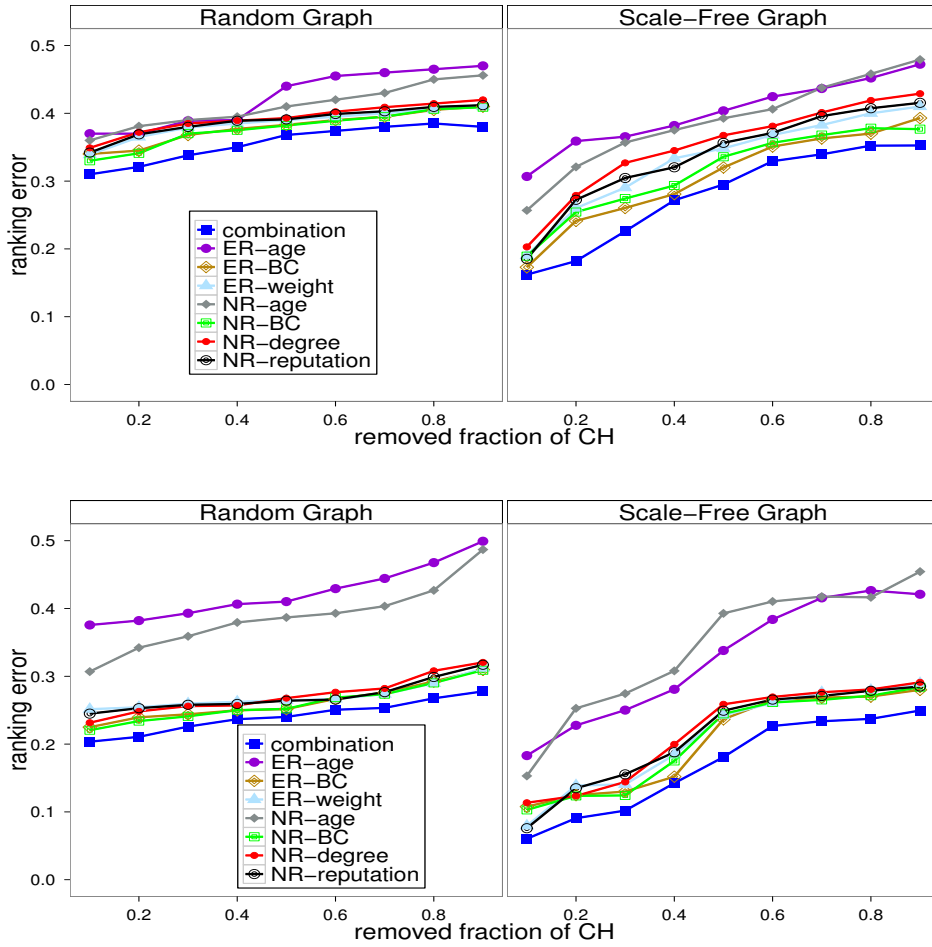 Random Graph
Scale−Free Graph
0.5
0.4
0.3
0.2
0.1
0.0
ranking error
combination
ER−age
ER−BC
ER−weight
NR−age
NR−BC
NR−degree
NR−reputation
0.2 0.4 0.6 0.8
0.2 0.4 0.6 0.8
removed fraction of CH
Random Graph
Scale−Free Graph
0.5
0.4
0.3
0.2
0.1
0.0
ranking error
combination
ER−age
ER−BC
ER−weight
NR−age
NR−BC
NR−degree
NR−reputation
0.2 0.4 0.6 0.8
0.2 0.4 0.6 0.8
removed fraction of CH